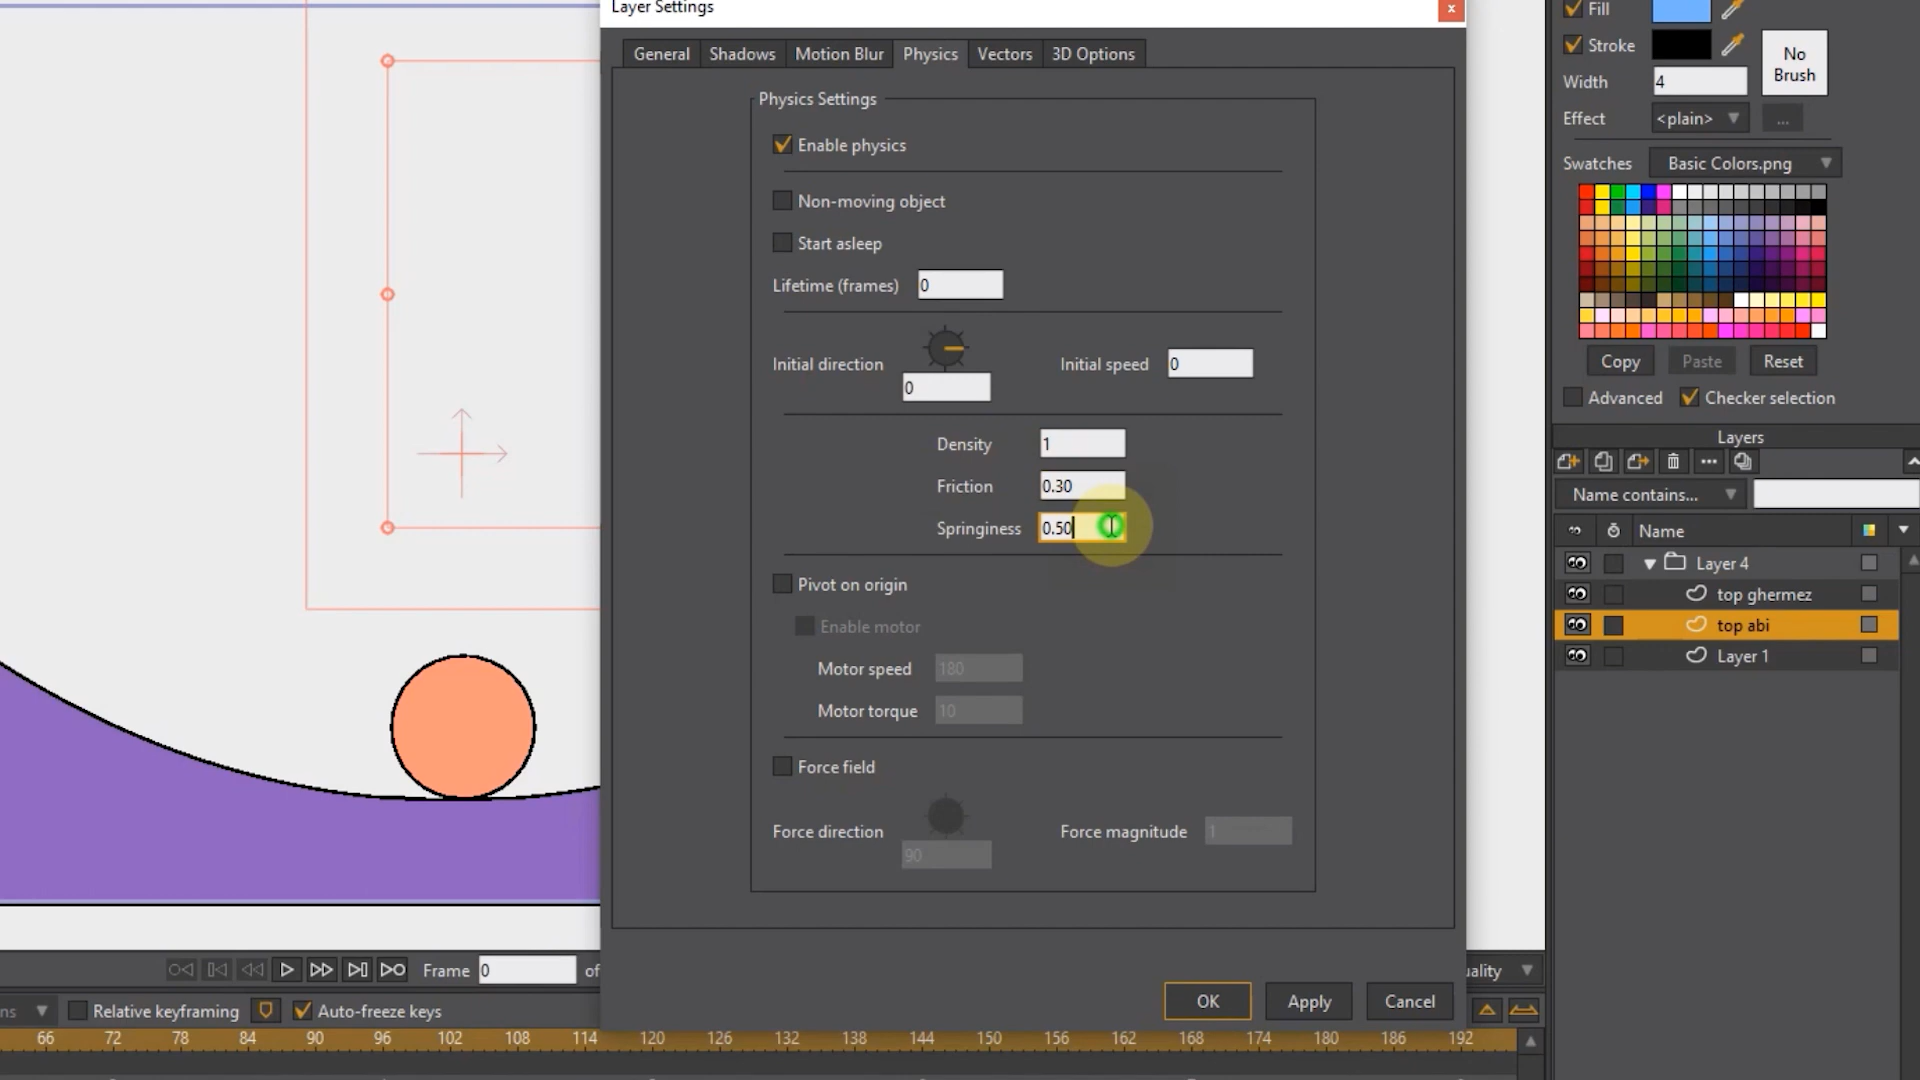 Layer Settings
x
General
Shadows
Motion Blur
Physics
Vectors
3D Options
Physics Settings
Enable physics
Non-moving object
Start asleep
Lifetime (frames) 0
Initial direction 0
Initial speed 0
Density 1
Friction 0.30
Springiness 0.50
Pivot on origin
Enable motor
Motor speed 180
Motor torque 10
Force field
Force direction 90
Force magnitude 1
OK
Apply
Cancel
Fill
Stroke
No
Brush
Width 4
Effect <plain> ...
Swatches Basic Colors.png
Copy
Paste
Reset
Advanced
Checker selection
Layers
Name contains...
Name
Layer 4
top ghermez
top abi
Layer 1
Frame 0 of
Relative keyframing
Auto-freeze keys
66 72 78 84 90 96 102 108 114 120 126 132 138 144 150 156 162 168 174 180 186 192